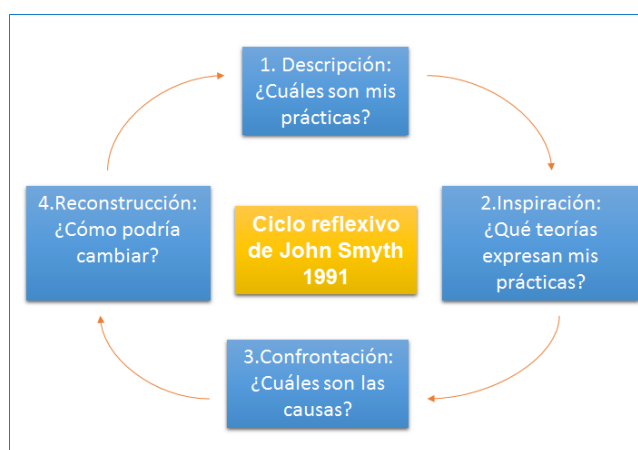 1. Descripción:
¿Cuáles son mis
prácticas?
2.Inspiración:
¿Qué teorías
expresan mis
prácticas?
3.Confrontación:
¿Cuáles son las
causas?
4.Reconstrucción:
¿Cómo podría
cambiar?
Ciclo reflexivo
de John Smyth
1991